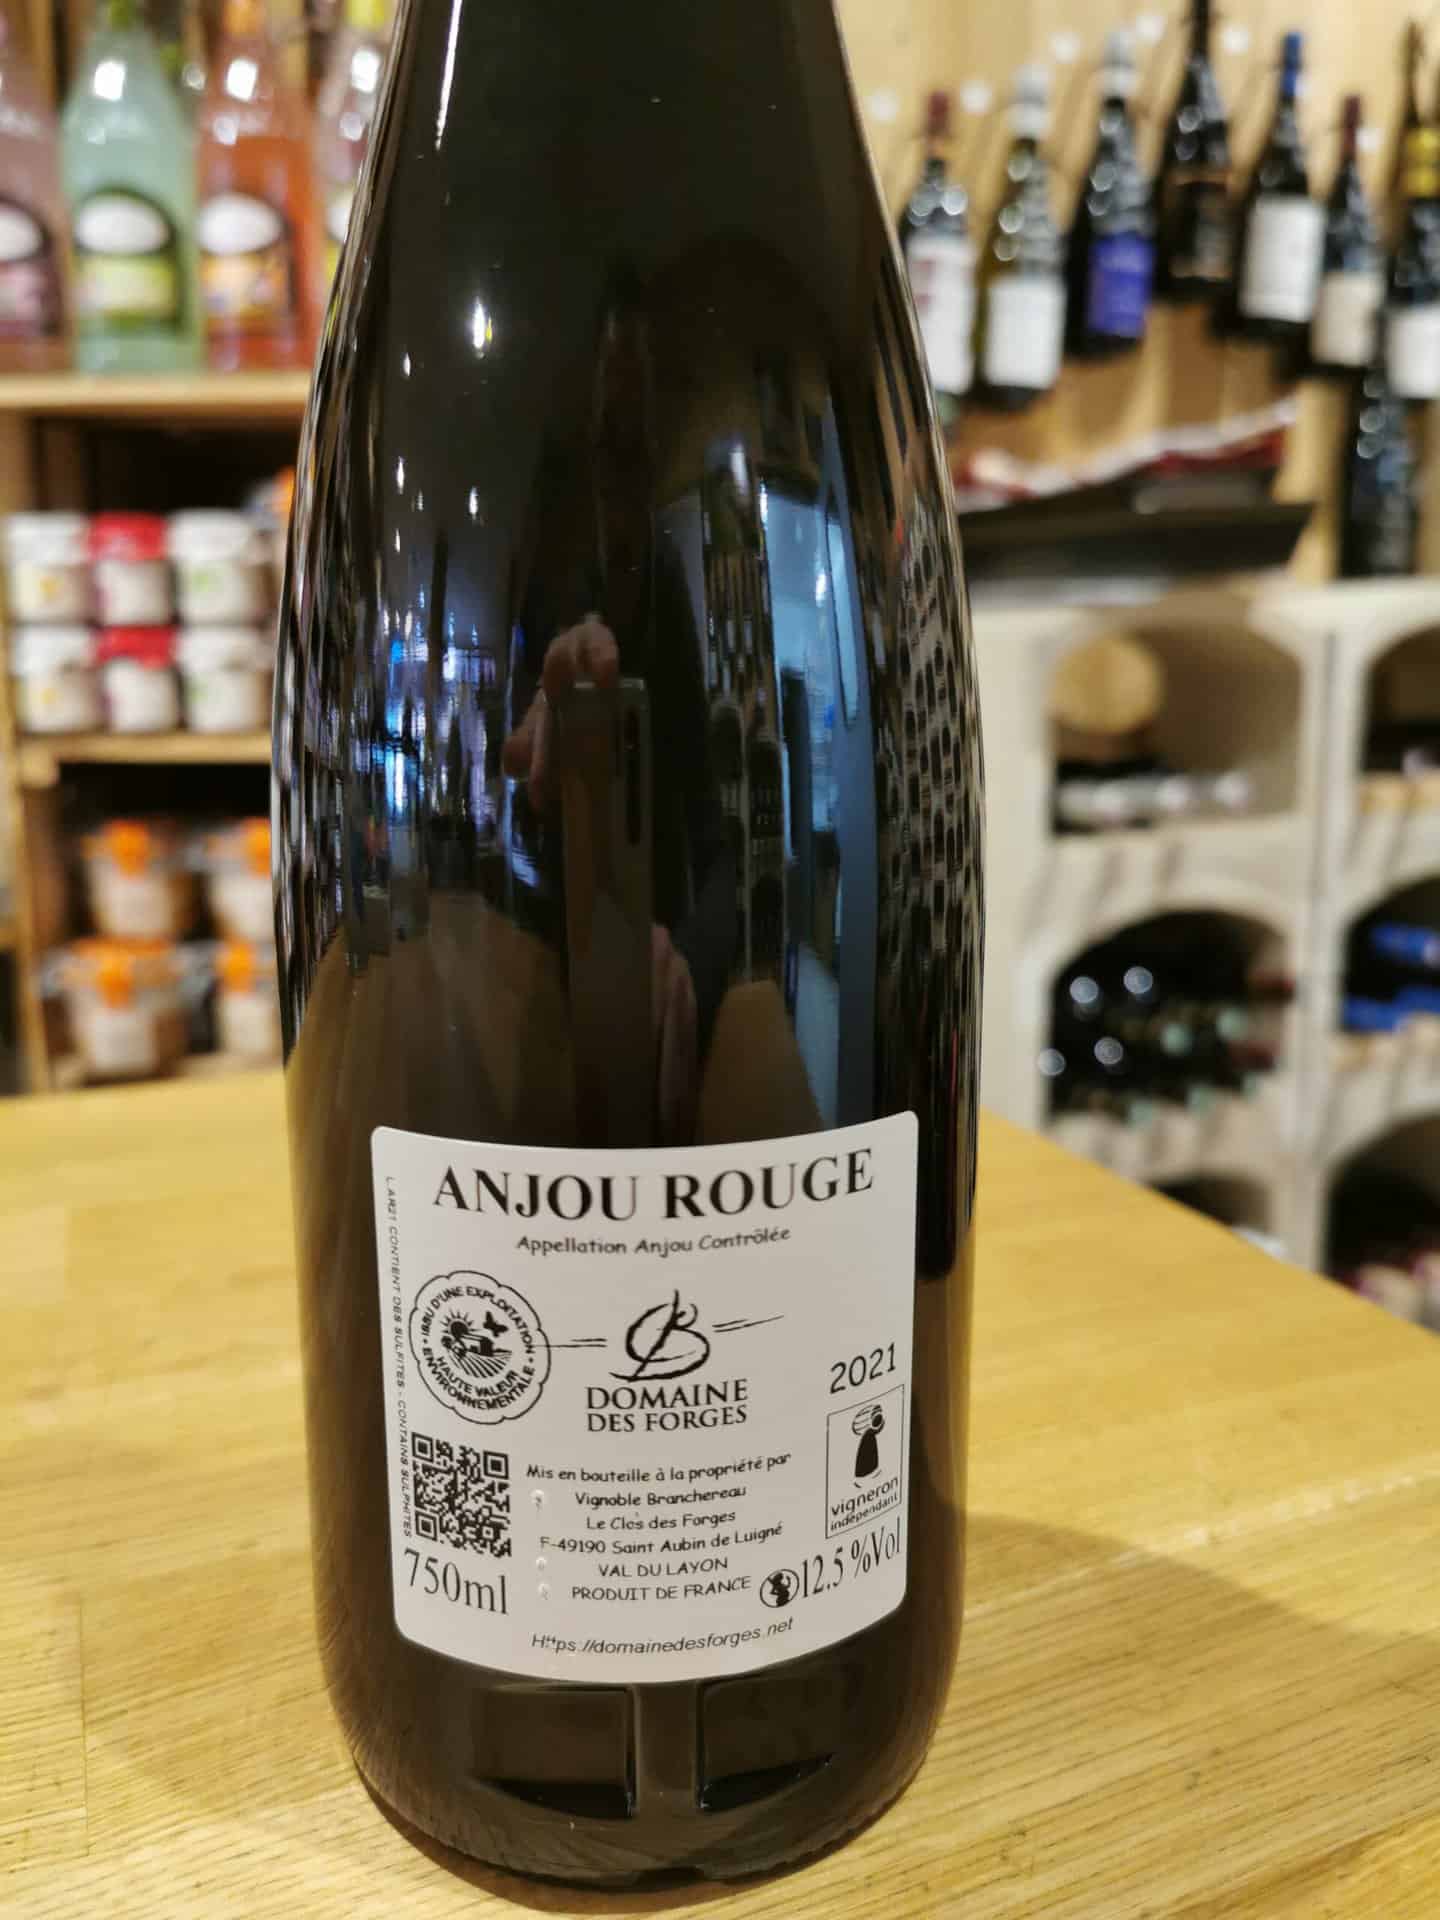 ANJOU ROUGE
Appellation Anjou Contrôlée
L.AR21 CONTIENT DES SULFITES - CONTAINS SULPHITES
ISSU D'UNE EXPLOITATION
HAUTE VALEUR
ENVIRONNEMENTALE
DOMAINE
DES FORGES
2021
vigneron
indépendant
Mis en bouteille à la propriété par
Vignoble Branchereau
Le Clos des Forges
F-49190 Saint Aubin de Luigné
VAL DU LAYON
PRODUIT DE FRANCE
750ml
12.5 %Vol
Https://domainedesforges.net